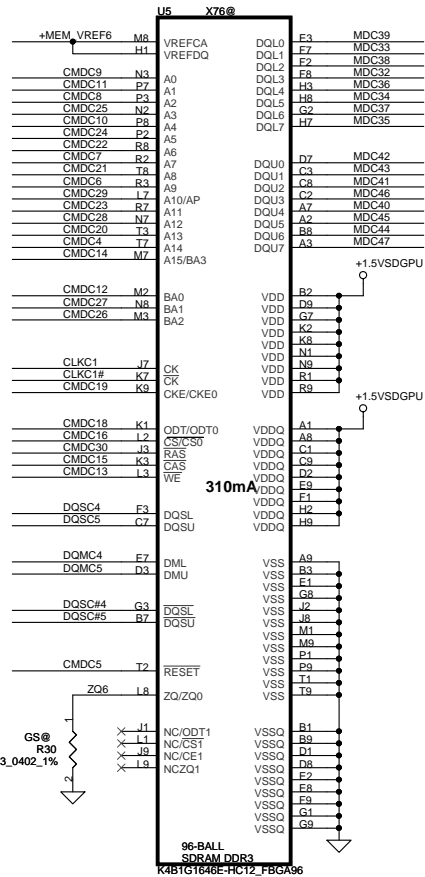 U5 X76@
+MEM_VREF6 M8 VREFCA
H1 VREFDQ
CMDC9 N3 A0
CMDC11 P7 A1
CMDC8 P3 A2
CMDC25 N2 A3
CMDC10 P8 A4
CMDC24 P2 A5
CMDC22 R8 A6
CMDC7 R2 A7
CMDC21 T8 A8
CMDC6 R3 A9
CMDC29 L7 A10/AP
CMDC23 R7 A11
CMDC28 N7 A12
CMDC20 T3 A13
CMDC4 T7 A14
CMDC14 M7 A15/BA3
CMDC12 M2 BA0
CMDC27 N8 BA1
CMDC26 M3 BA2
CLKC1 J7 CK
CLKC1# K7 CK
CMDC19 K9 CKE/CKE0
CMDC18 K1 ODT/ODT0
CMDC16 L2 CS/CS0
CMDC30 J3 RAS
CMDC15 K3 CAS
CMDC13 L3 WE
310mA
DQSC4 F3 DQSL
DQSC5 C7 DQSU
DQMC4 E7 DML
DQMC5 D3 DMU
DQSC#4 G3 DQSL
DQSC#5 B7 DQSU
CMDC5 T2 RESET
ZQ6 L8 ZQ/ZQ0
1
GS@
R30
3_0402_1%
2
J1 NC/ODT1
L1 NC/CS1
J9 NC/CE1
L9 NCZQ1
DQL0 E3 MDC39
DQL1 F7 MDC33
DQL2 F2 MDC38
DQL3 F8 MDC32
DQL4 H3 MDC36
DQL5 H8 MDC34
DQL6 G2 MDC37
DQL7 H7 MDC35
DQU0 D7 MDC42
DQU1 C3 MDC43
DQU2 C8 MDC41
DQU3 C2 MDC46
DQU4 A7 MDC40
DQU5 A2 MDC45
DQU6 B8 MDC44
DQU7 A3 MDC47
+1.5VSDGPU
VDD B2
VDD D9
VDD G7
VDD K2
VDD K8
VDD N1
VDD N9
VDD R1
VDD R9
+1.5VSDGPU
VDDQ A1
VDDQ A8
VDDQ C1
VDDQ C9
VDDQ D2
VDDQ E9
VDDQ F1
VDDQ H2
VDDQ H9
VSS A9
VSS B3
VSS E1
VSS G8
VSS J2
VSS J8
VSS M1
VSS M9
VSS P1
VSS P9
VSS T1
VSS T9
VSSQ B1
VSSQ B9
VSSQ D1
VSSQ D8
VSSQ E2
VSSQ E8
VSSQ F9
VSSQ G1
VSSQ G9
96-BALL
SDRAM DDR3
K4B1G1646E-HC12_FBGA96